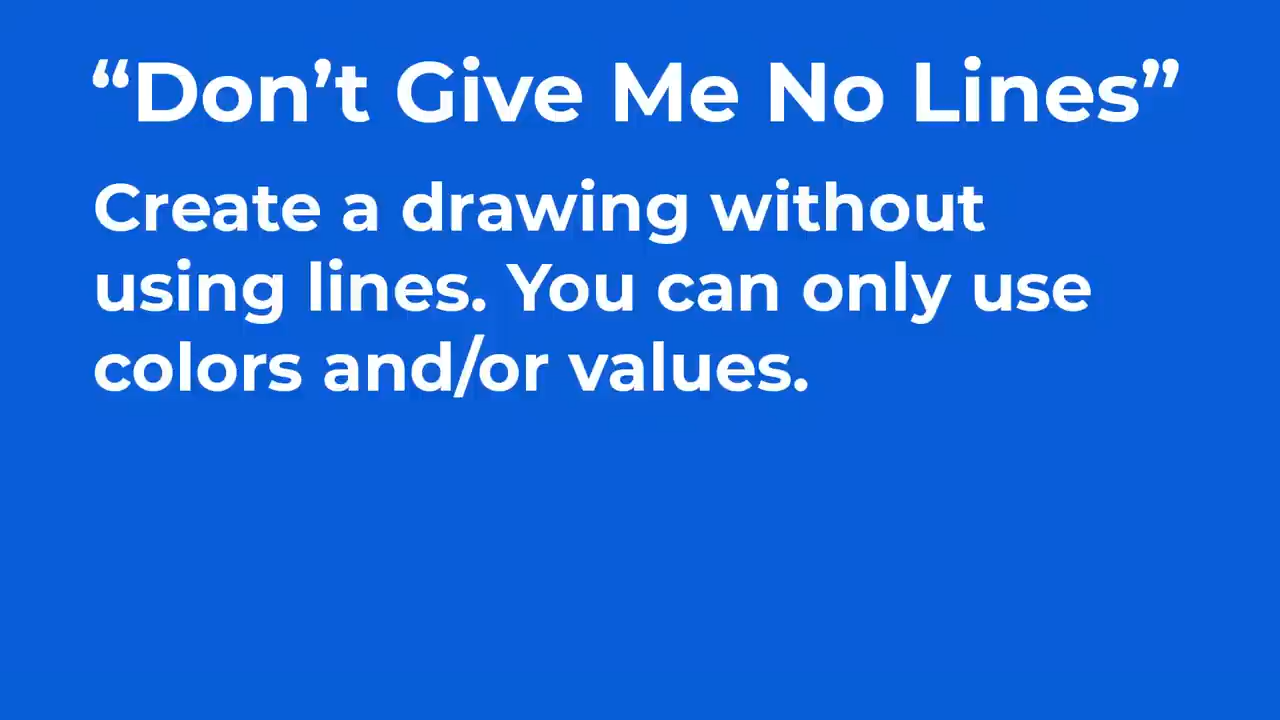 “Don’t Give Me No Lines”
Create a drawing without
using lines. You can only use
colors and/or values.